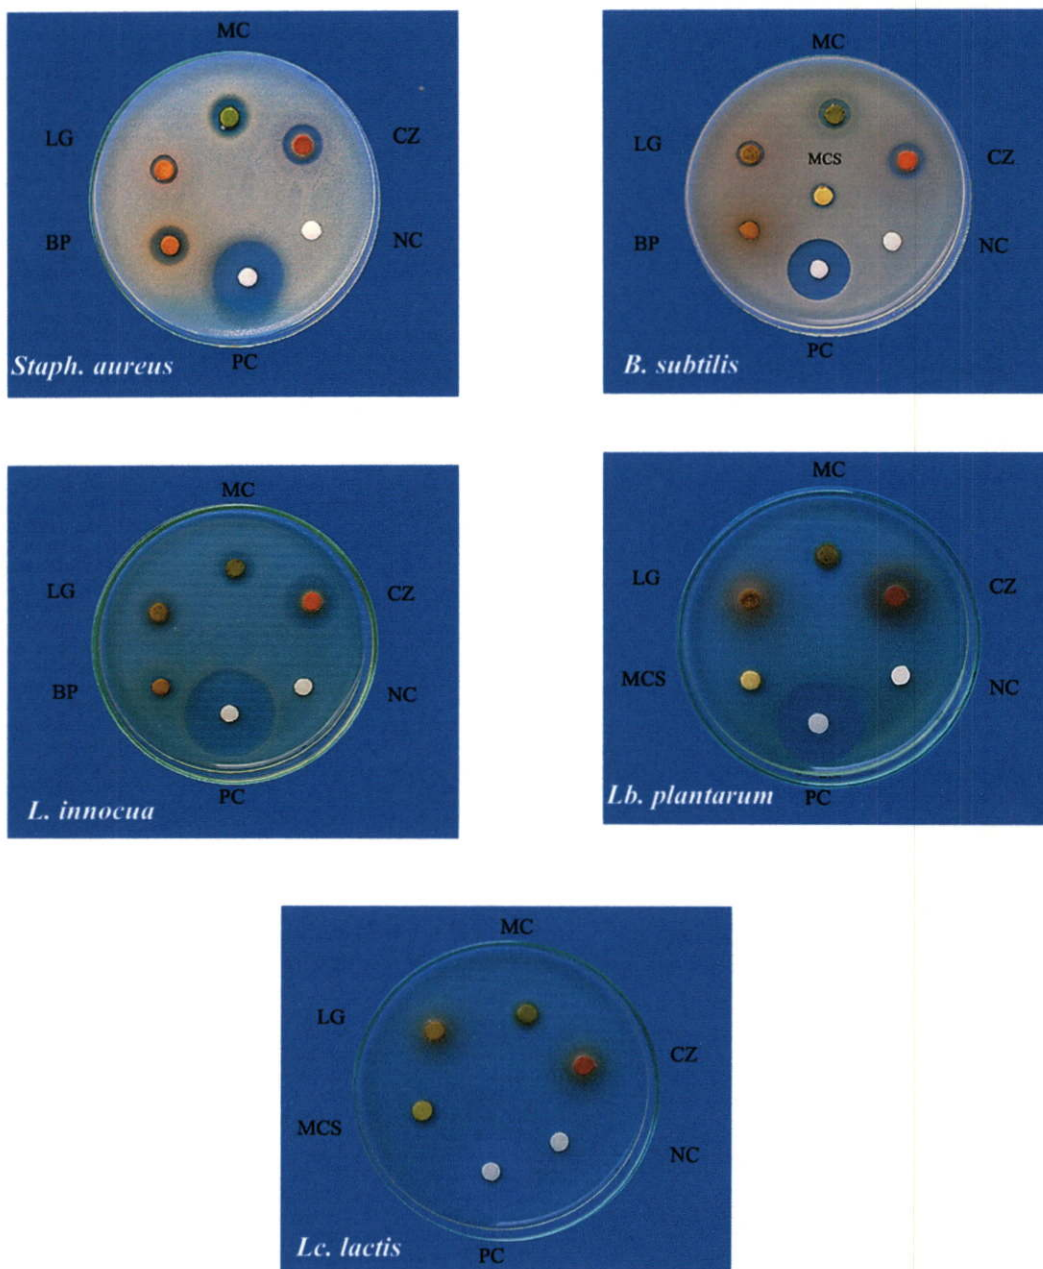 MC
LG
CZ
BP
NC
PC
Staph. aureus
MC
LG
MCS
CZ
BP
NC
PC
B. subtilis
MC
LG
CZ
BP
NC
PC
L. innocua
MC
LG
CZ
MCS
NC
PC
Lb. plantarum
MC
LG
CZ
MCS
NC
PC
Lc. lactis